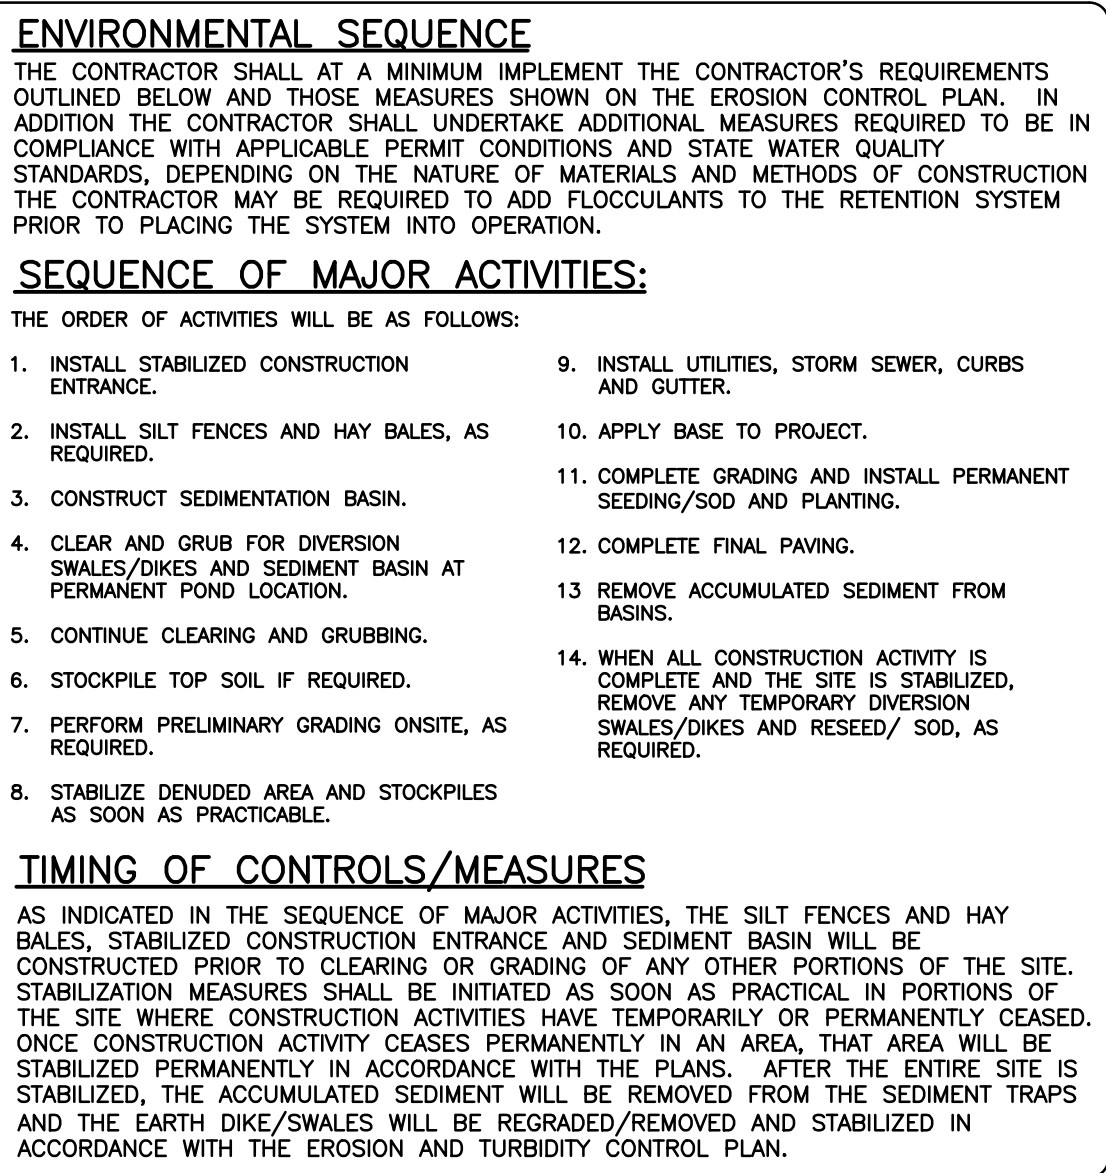 ENVIRONMENTAL SEQUENCE
THE CONTRACTOR SHALL AT A MINIMUM IMPLEMENT THE CONTRACTOR'S REQUIREMENTS
OUTLINED BELOW AND THOSE MEASURES SHOWN ON THE EROSION CONTROL PLAN. IN
ADDITION THE CONTRACTOR SHALL UNDERTAKE ADDITIONAL MEASURES REQUIRED TO BE IN
COMPLIANCE WITH APPLICABLE PERMIT CONDITIONS AND STATE WATER QUALITY
STANDARDS, DEPENDING ON THE NATURE OF MATERIALS AND METHODS OF CONSTRUCTION
THE CONTRACTOR MAY BE REQUIRED TO ADD FLOCCULANTS TO THE RETENTION SYSTEM
PRIOR TO PLACING THE SYSTEM INTO OPERATION.
SEQUENCE OF MAJOR ACTIVITIES:
THE ORDER OF ACTIVITIES WILL BE AS FOLLOWS:
1. INSTALL STABILIZED CONSTRUCTION
ENTRANCE.
2. INSTALL SILT FENCES AND HAY BALES, AS
REQUIRED.
3. CONSTRUCT SEDIMENTATION BASIN.
4. CLEAR AND GRUB FOR DIVERSION
SWALES/DIKES AND SEDIMENT BASIN AT
PERMANENT POND LOCATION.
5. CONTINUE CLEARING AND GRUBBING.
6. STOCKPILE TOP SOIL IF REQUIRED.
7. PERFORM PRELIMINARY GRADING ONSITE, AS
REQUIRED.
8. STABILIZE DENUDED AREA AND STOCKPILES
AS SOON AS PRACTICABLE.
9. INSTALL UTILITIES, STORM SEWER, CURBS
AND GUTTER.
10. APPLY BASE TO PROJECT.
11. COMPLETE GRADING AND INSTALL PERMANENT
SEEDING/SOD AND PLANTING.
12. COMPLETE FINAL PAVING.
13 REMOVE ACCUMULATED SEDIMENT FROM
BASINS.
14. WHEN ALL CONSTRUCTION ACTIVITY IS
COMPLETE AND THE SITE IS STABILIZED,
REMOVE ANY TEMPORARY DIVERSION
SWALES/DIKES AND RESEED/ SOD, AS
REQUIRED.
TIMING OF CONTROLS/MEASURES
AS INDICATED IN THE SEQUENCE OF MAJOR ACTIVITIES, THE SILT FENCES AND HAY
BALES, STABILIZED CONSTRUCTION ENTRANCE AND SEDIMENT BASIN WILL BE
CONSTRUCTED PRIOR TO CLEARING OR GRADING OF ANY OTHER PORTIONS OF THE SITE.
STABILIZATION MEASURES SHALL BE INITIATED AS SOON AS PRACTICAL IN PORTIONS OF
THE SITE WHERE CONSTRUCTION ACTIVITIES HAVE TEMPORARILY OR PERMANENTLY CEASED.
ONCE CONSTRUCTION ACTIVITY CEASES PERMANENTLY IN AN AREA, THAT AREA WILL BE
STABILIZED PERMANENTLY IN ACCORDANCE WITH THE PLANS. AFTER THE ENTIRE SITE IS
STABILIZED, THE ACCUMULATED SEDIMENT WILL BE REMOVED FROM THE SEDIMENT TRAPS
AND THE EARTH DIKE/SWALES WILL BE REGRADED/REMOVED AND STABILIZED IN
ACCORDANCE WITH THE EROSION AND TURBIDITY CONTROL PLAN.